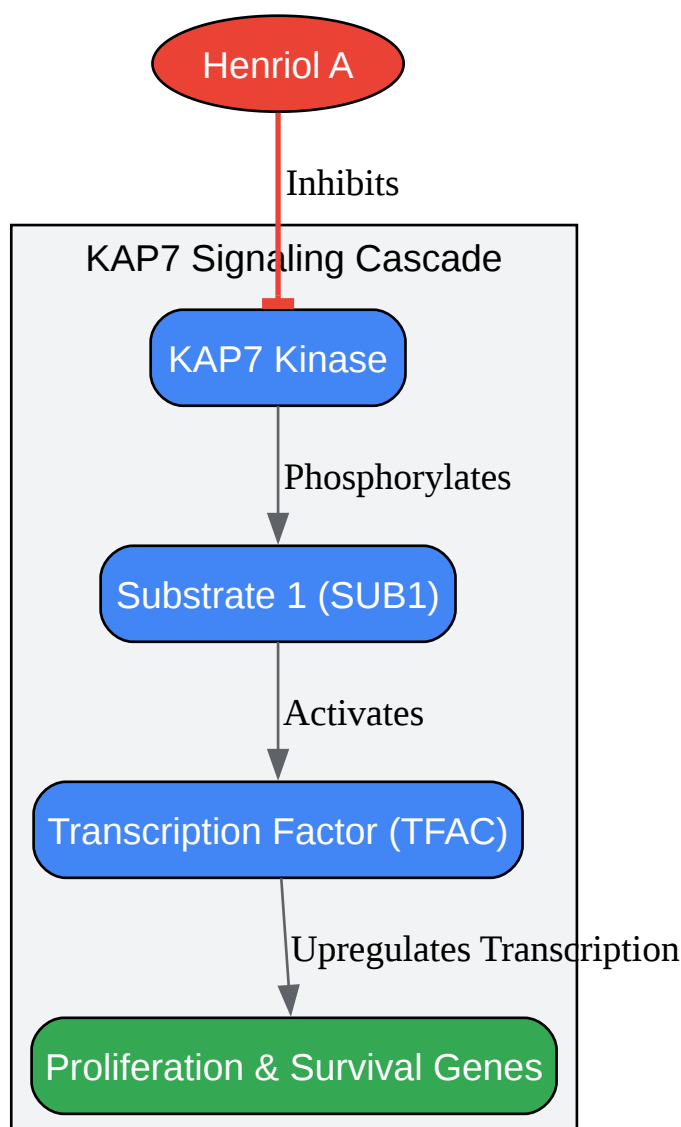 Henriol A
Inhibits
KAP7 Signaling Cascade
KAP7 Kinase
Phosphorylates
Substrate 1 (SUB1)
Activates
Transcription Factor (TFAC)
Upregulates Transcription
Proliferation & Survival Genes